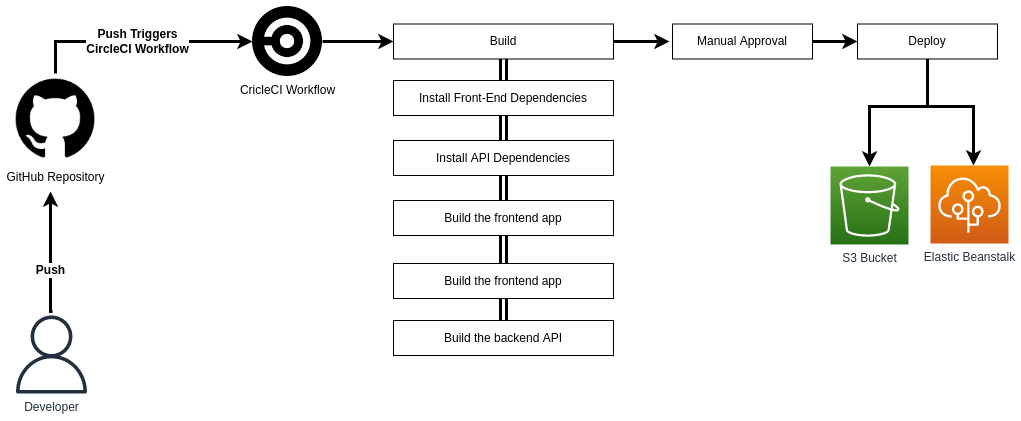 Push Triggers
CircleCI Workflow
CricleCI Workflow
GitHub Repository
Push
Developer
Build
Install Front-End Dependencies
Install API Dependencies
Build the frontend app
Build the frontend app
Build the backend API
Manual Approval
Deploy
S3 Bucket
Elastic Beanstalk